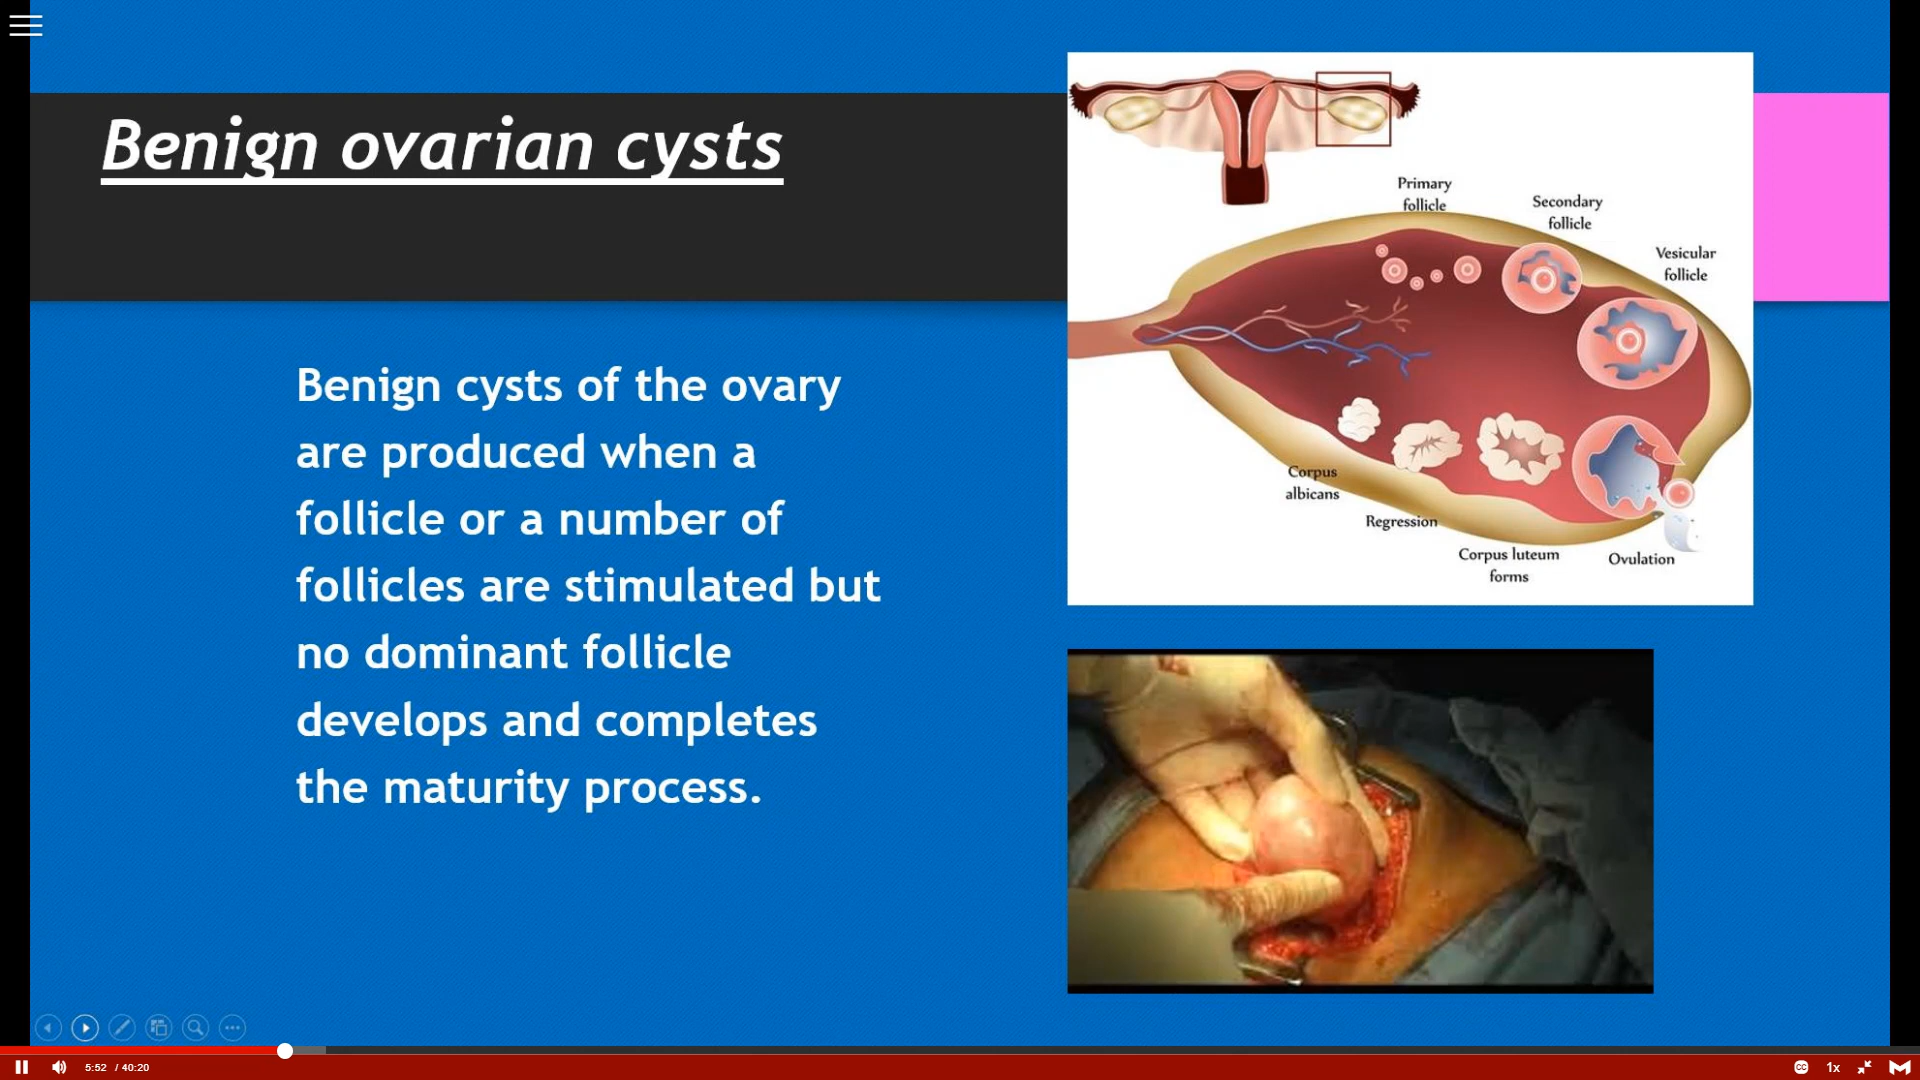 Benign ovarian cysts
Benign cysts of the ovary
are produced when a
follicle or a number of
follicles are stimulated but
no dominant follicle
develops and completes
the maturity process.
Primary
follicle
Secondary
follicle
Vesicular
follicle
Corpus
albicans
Regression
Corpus luteum
forms
Ovulation
5:52 / 40:20
CC
1x